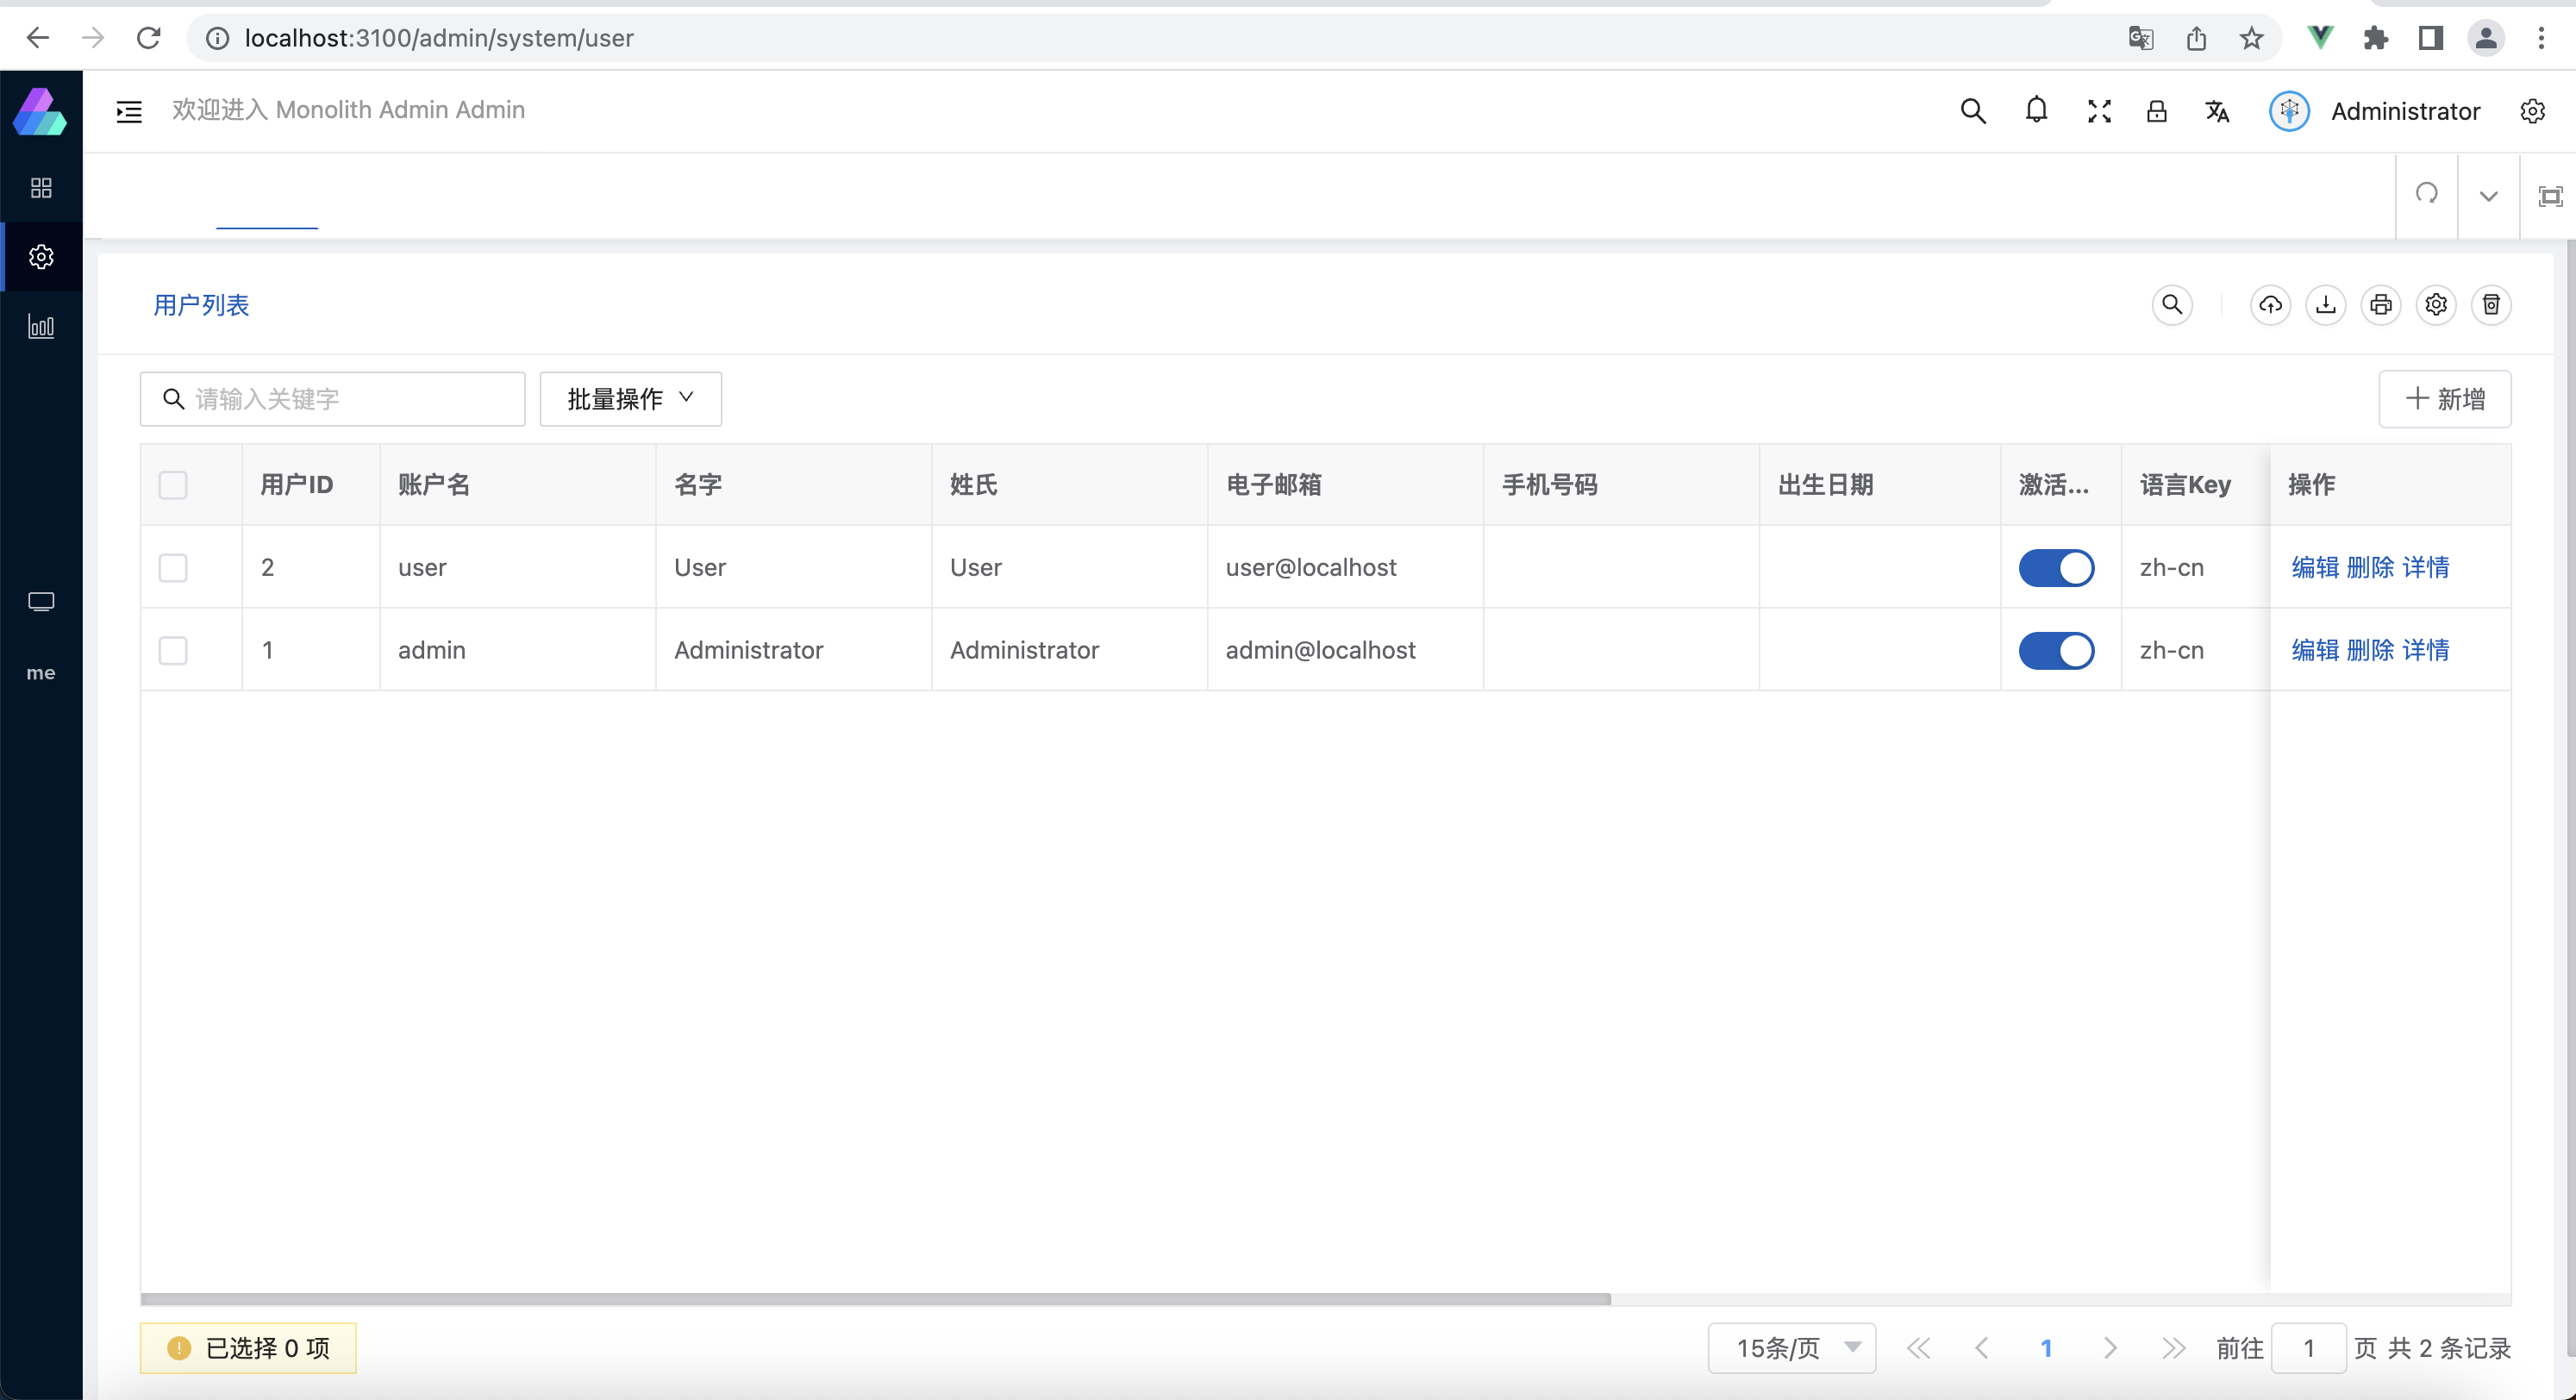 localhost:3100/admin/system/user
欢迎进入 Monolith Admin Admin
Administrator
用户列表
请输入关键字
批量操作
新增
用户ID 账户名 名字 姓氏 电子邮箱 手机号码 出生日期 激活... 语言Key 操作
2 user User User user@localhost zh-cn 编辑 删除 详情
1 admin Administrator Administrator admin@localhost zh-cn 编辑 删除 详情
me
已选择 0 项
15条/页 1 前往 1 页 共 2 条记录